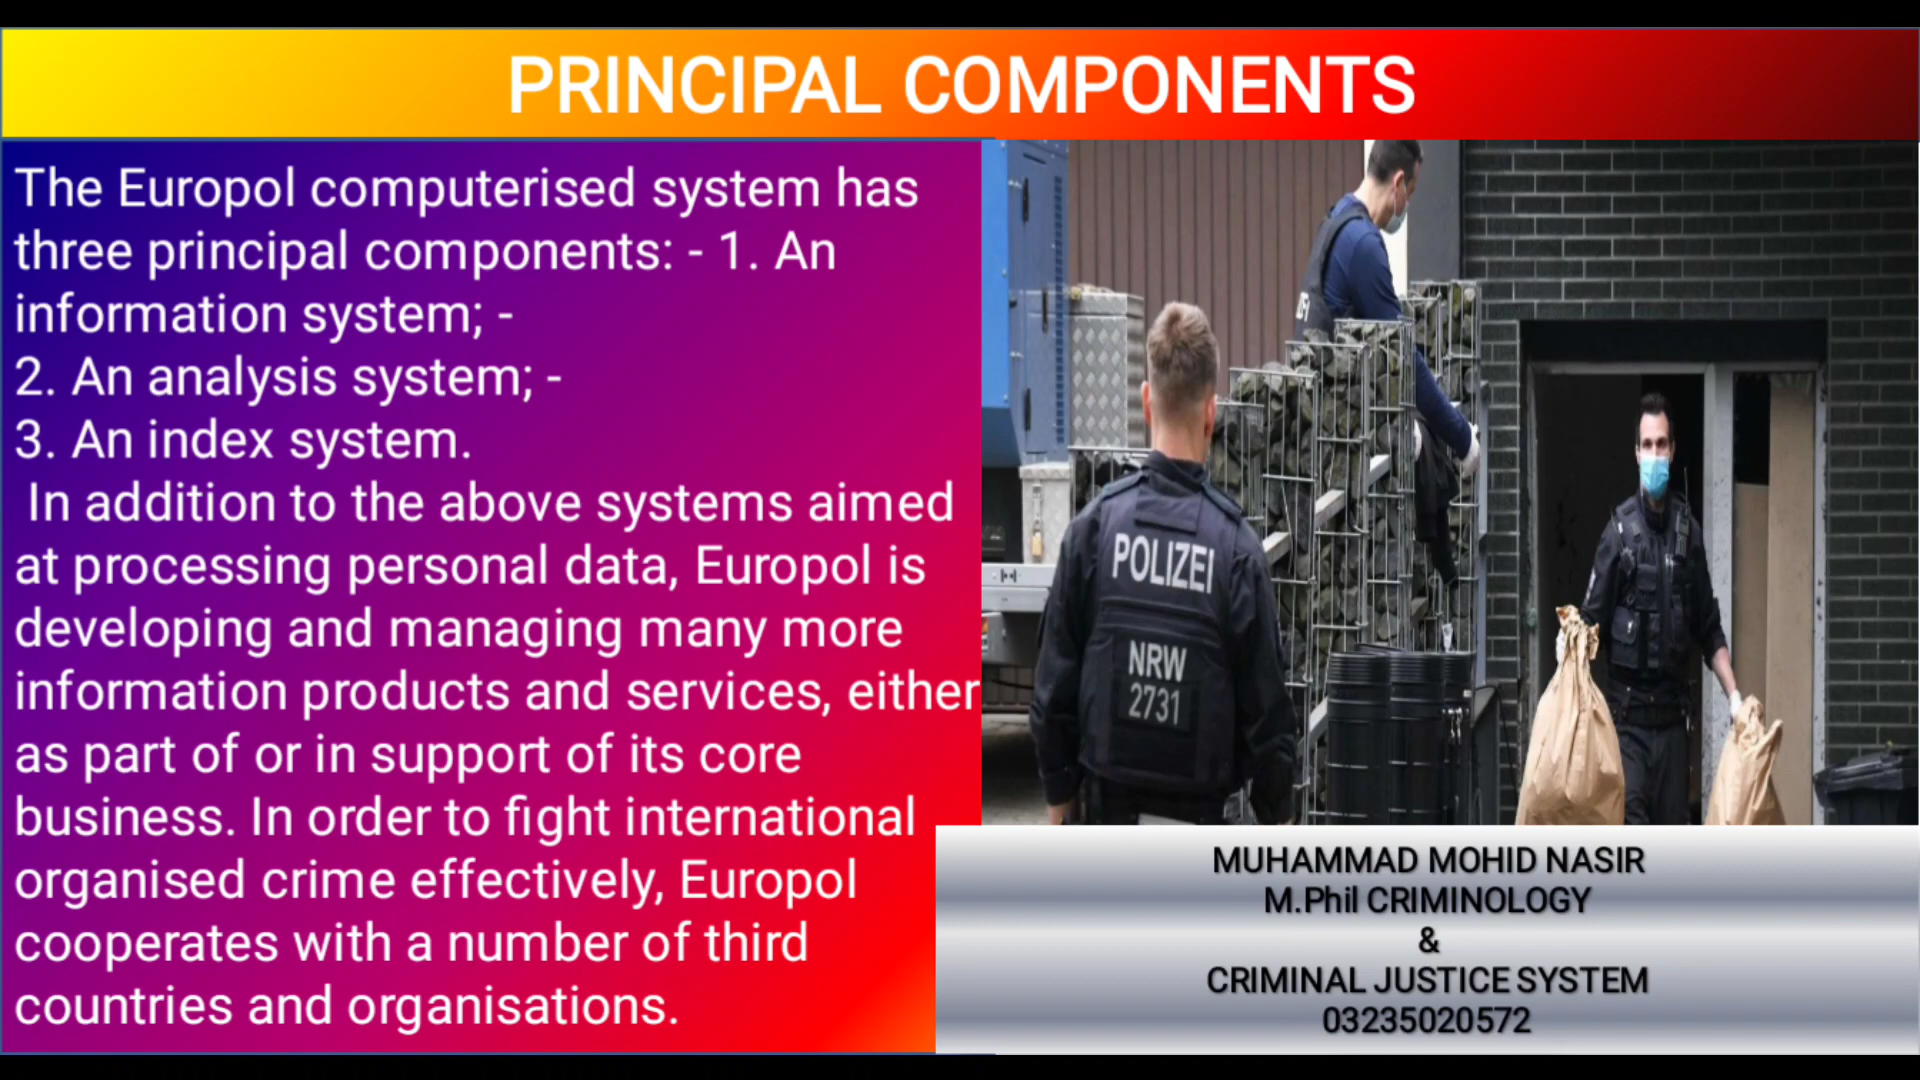 PRINCIPAL COMPONENTS
The Europol computerised system has
three principal components: - 1. An
information system; -
2. An analysis system; -
3. An index system.
In addition to the above systems aimed
at processing personal data, Europol is
developing and managing many more
information products and services, either
as part of or in support of its core
business. In order to fight international
organised crime effectively, Europol
cooperates with a number of third
countries and organisations.
POLIZEI
NRW
2731
MUHAMMAD MOHID NASIR
M.Phil CRIMINOLOGY
&
CRIMINAL JUSTICE SYSTEM
03235020572